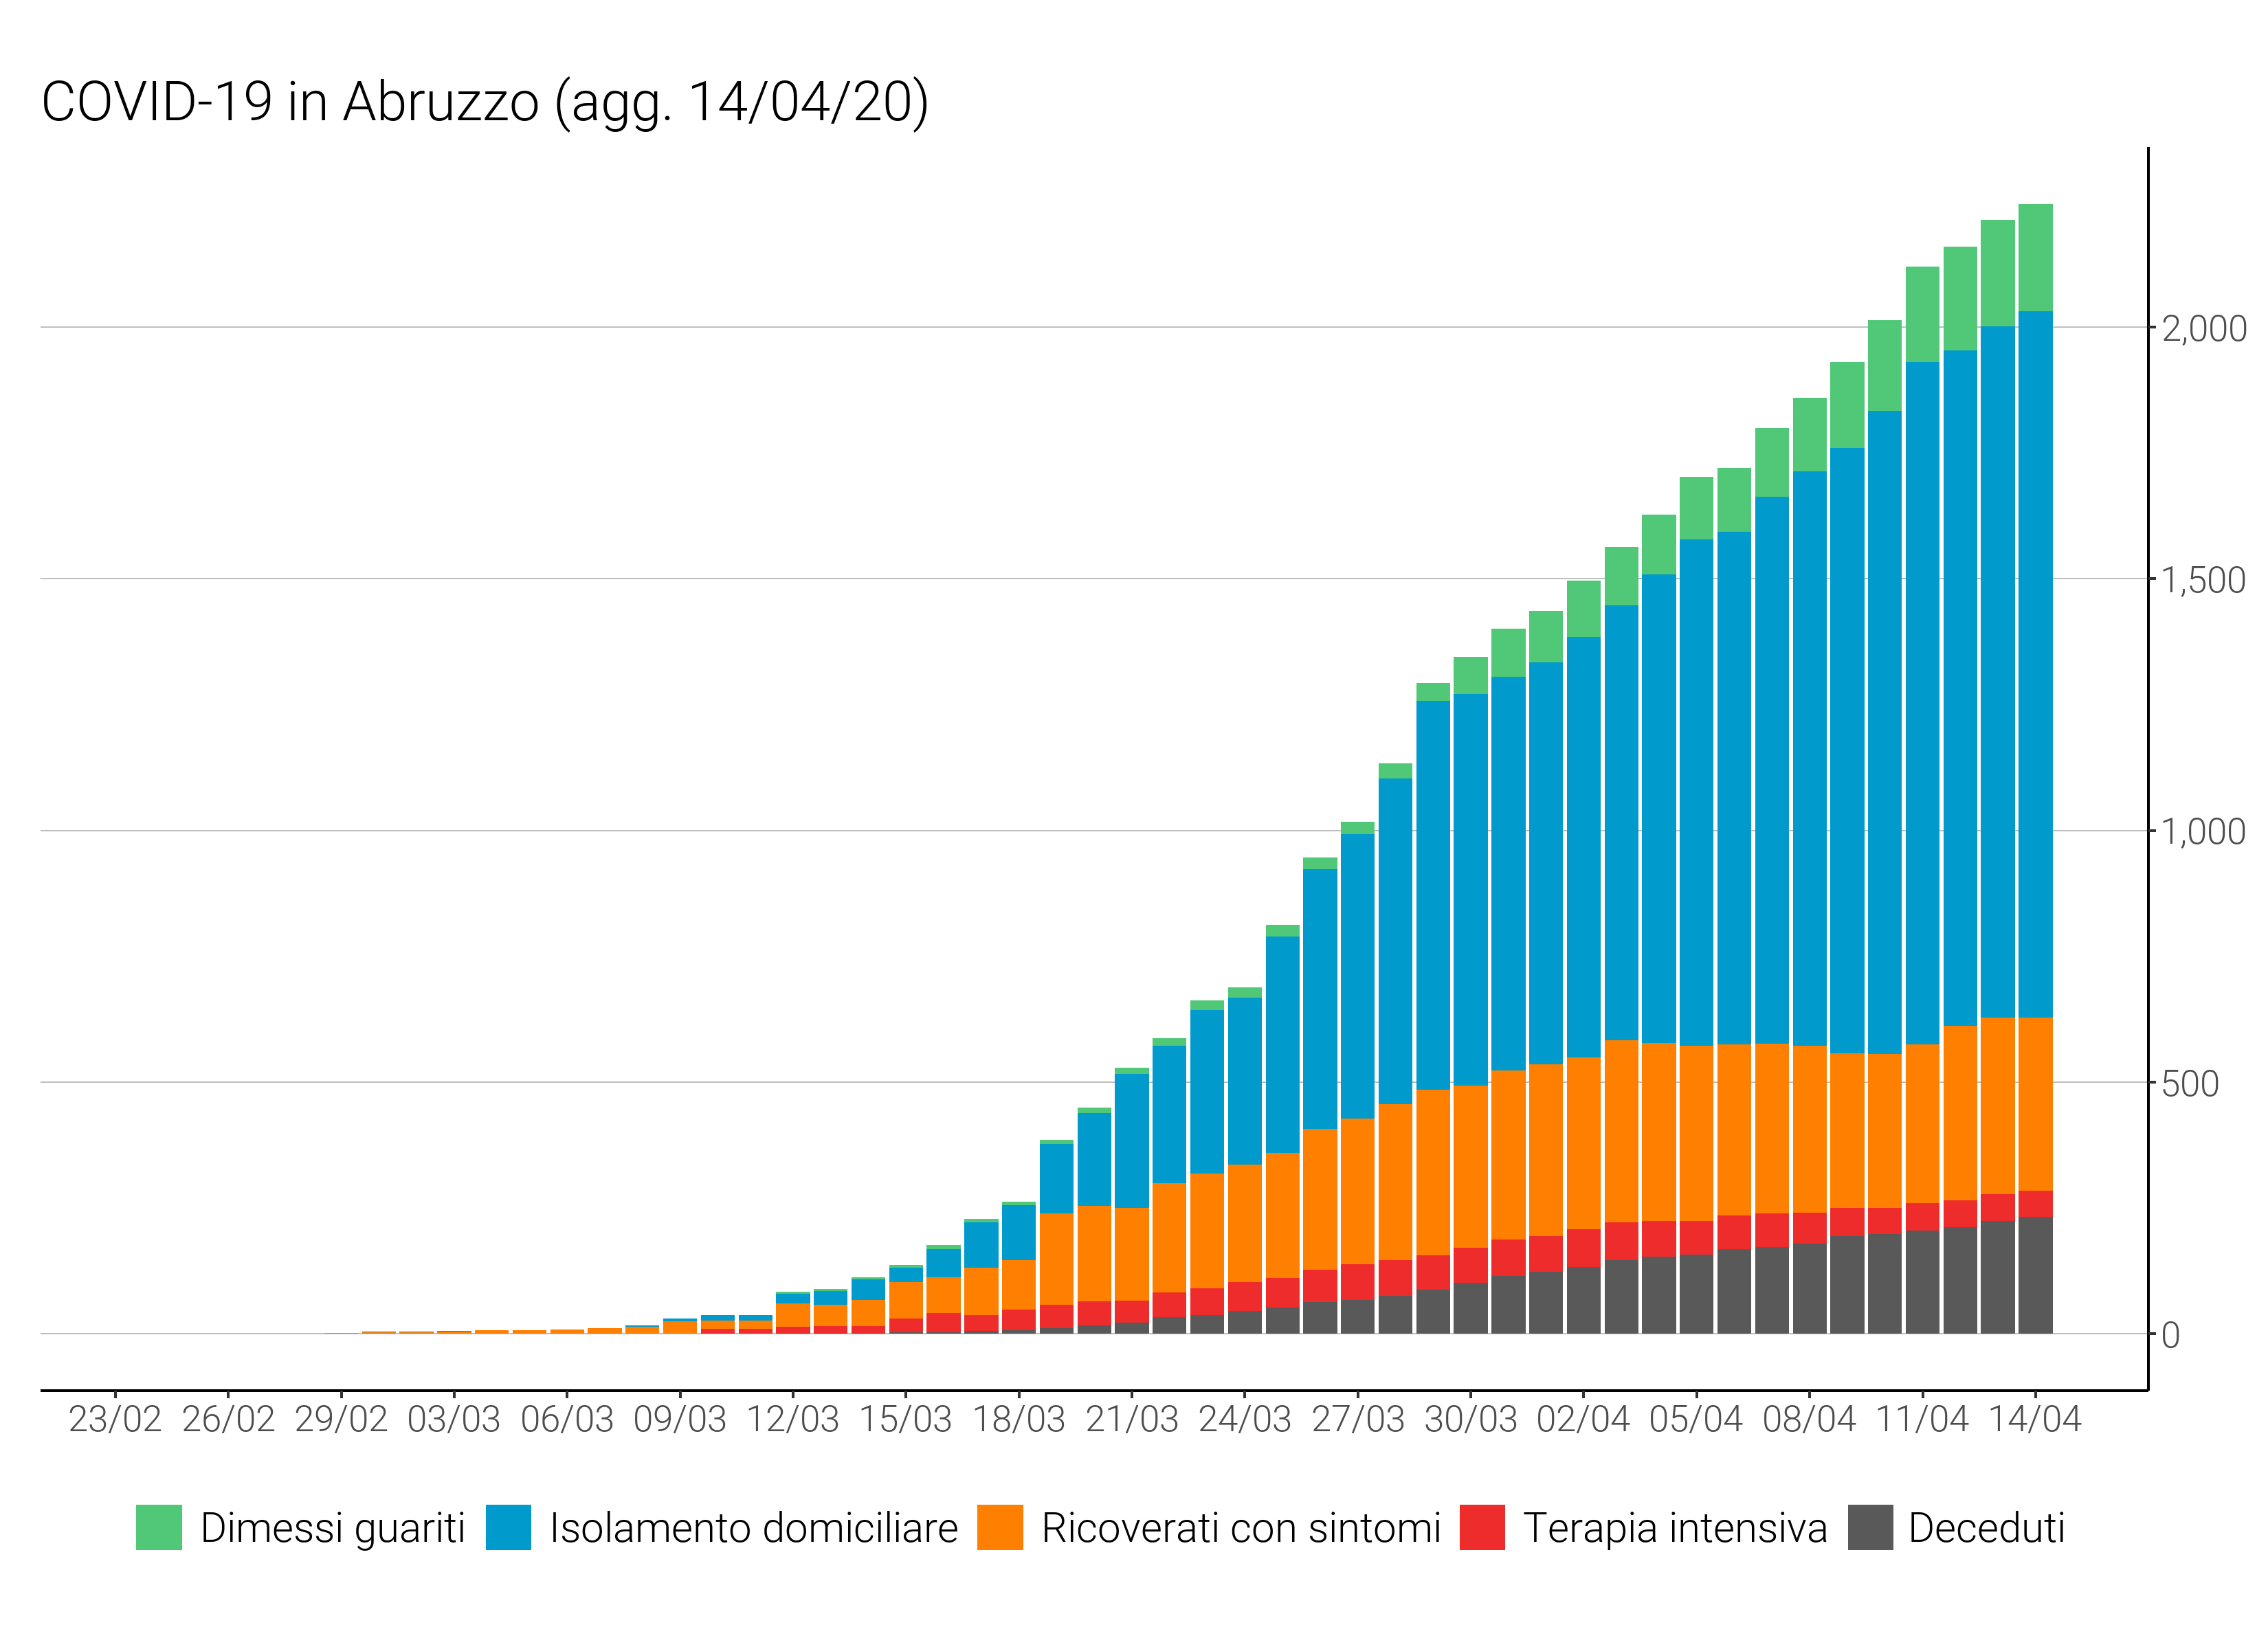 COVID-19 in Abruzzo (agg. 14/04/20)
2,000
1,500
1,000
500
0
23/02 26/02 29/02 03/03 06/03 09/03 12/03 15/03 18/03 21/03 24/03 27/03 30/03 02/04 05/04 08/04 11/04 14/04
Dimessi guariti Isolamento domiciliare Ricoverati con sintomi Terapia intensiva Deceduti